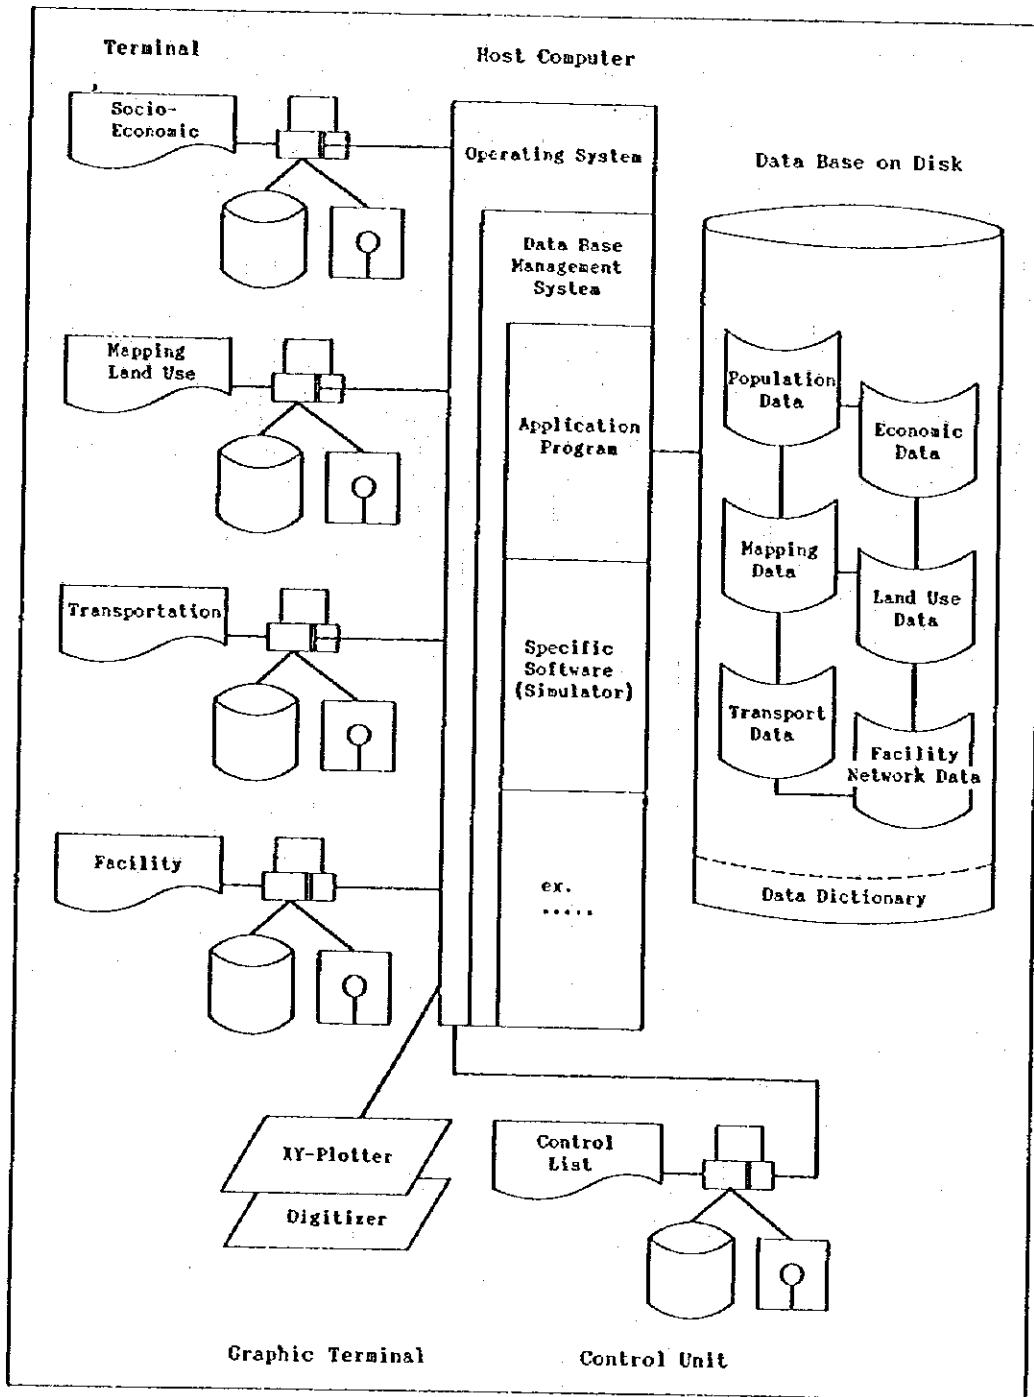 Terminal
Host Computer
Socio-
Economic
Operating System
Data Base on Disk
Data Base
Management
System
Mapping
Land Use
Population
Data
Economic
Data
Application
Program
Mapping
Data
Land Use
Data
Transportation
Specific
Software
(Simulator)
Transport
Data
Facility
Network Data
Facility
ex.
.....
Data Dictionary
XY-Plotter
Digitizer
Control
List
Graphic Terminal
Control Unit